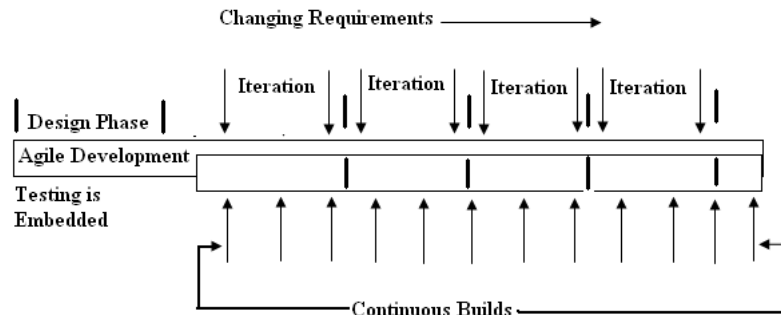 Changing Requirements
Iteration
Iteration
Iteration
Iteration
Design Phase
Agile Development
Testing is
Embedded
Continuous Builds